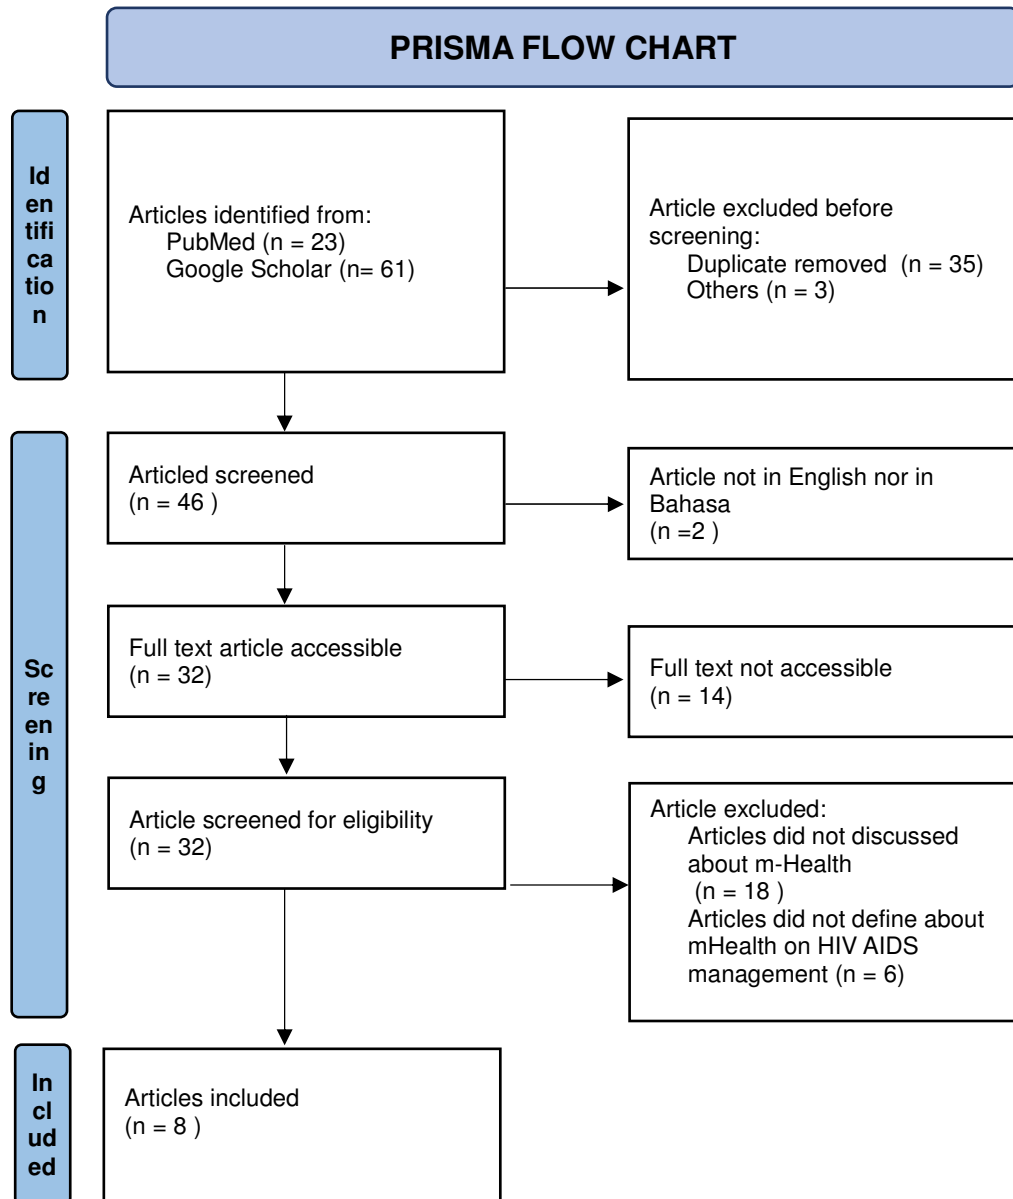 PRISMA FLOW CHART
Id
en
tifi
ca
tio
n
Articles identified from:
PubMed (n = 23)
Google Scholar (n= 61)
Article excluded before
screening:
Duplicate removed (n = 35)
Others (n = 3)
Sc
re
en
in
g
Articled screened
(n = 46 )
Article not in English nor in
Bahasa
(n =2 )
Full text article accessible
(n = 32)
Full text not accessible
(n = 14)
Article screened for eligibility
(n = 32)
Article excluded:
Articles did not discussed
about m-Health
(n = 18 )
Articles did not define about
mHealth on HIV AIDS
management (n = 6)
In
cl
ud
ed
Articles included
(n = 8 )